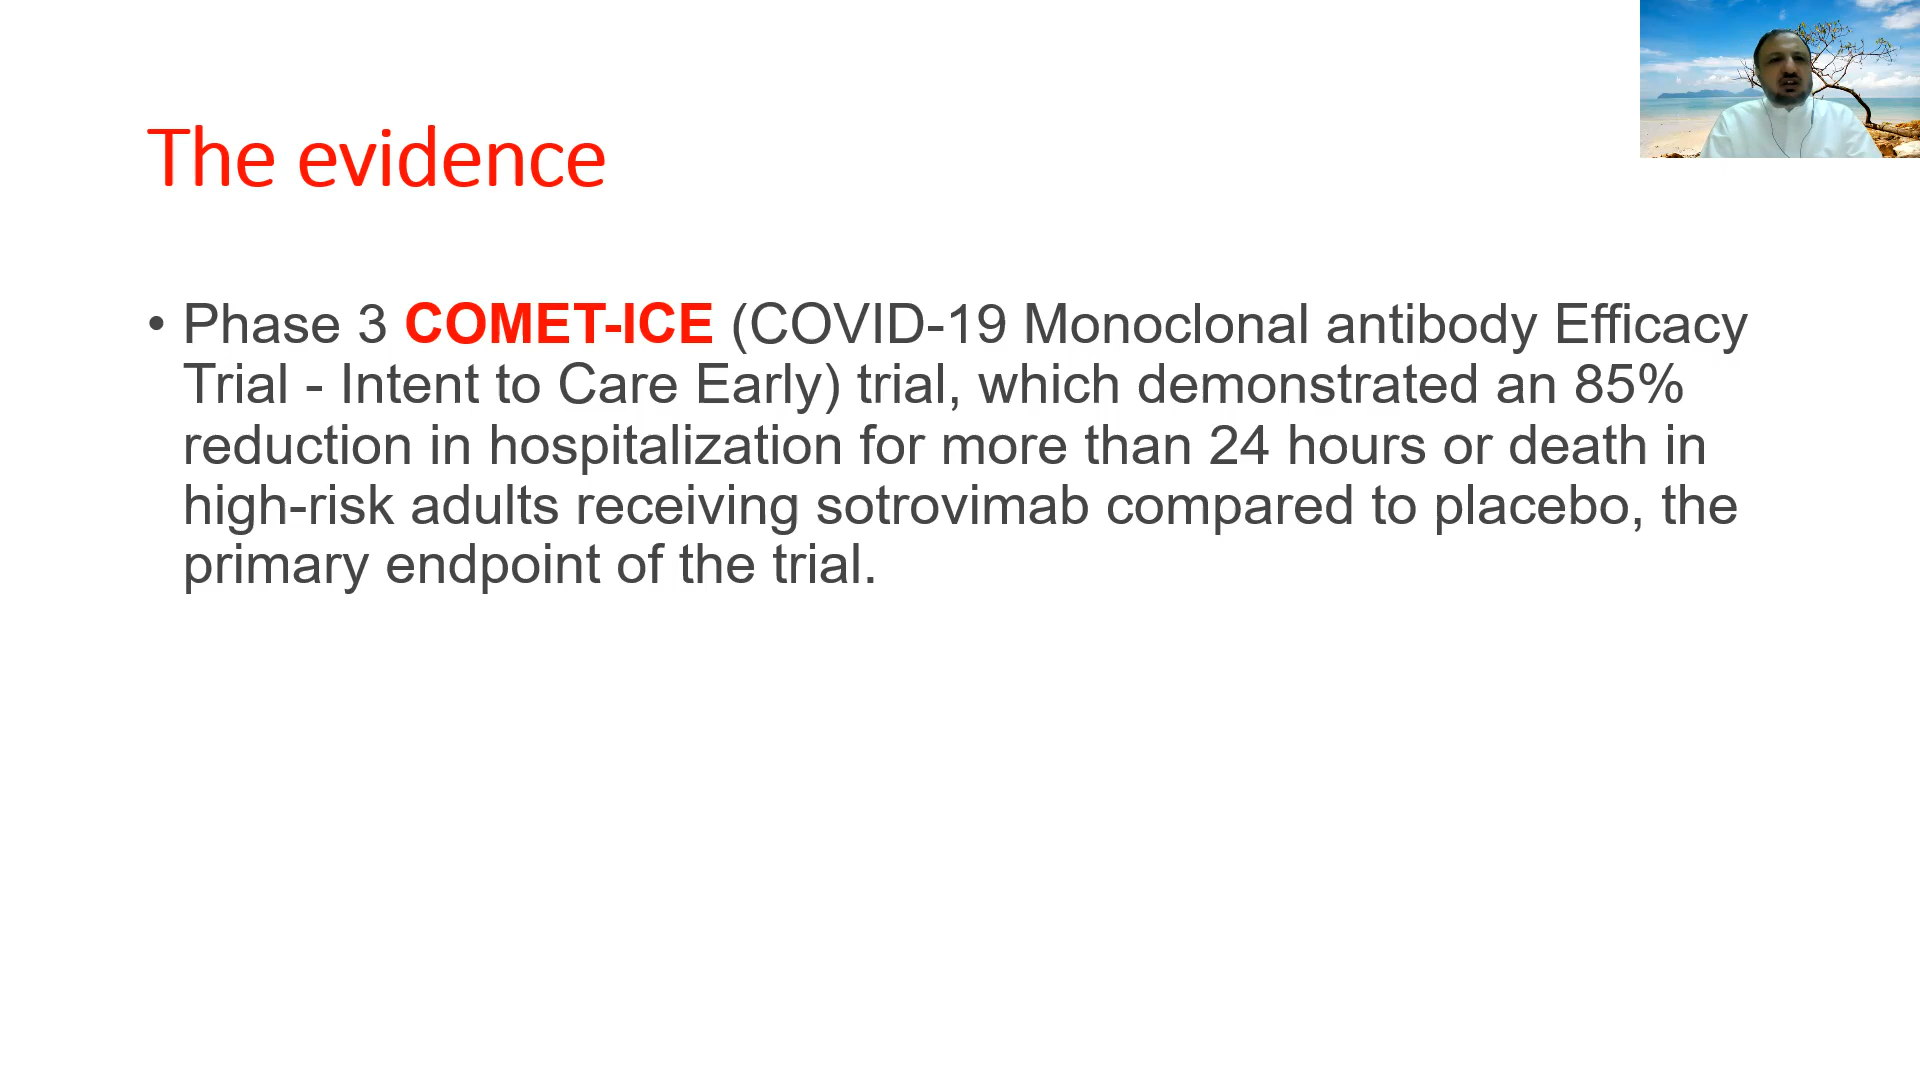 The evidence
• Phase 3 COMET-ICE (COVID-19 Monoclonal antibody Efficacy
Trial - Intent to Care Early) trial, which demonstrated an 85%
reduction in hospitalization for more than 24 hours or death in
high-risk adults receiving sotrovimab compared to placebo, the
primary endpoint of the trial.